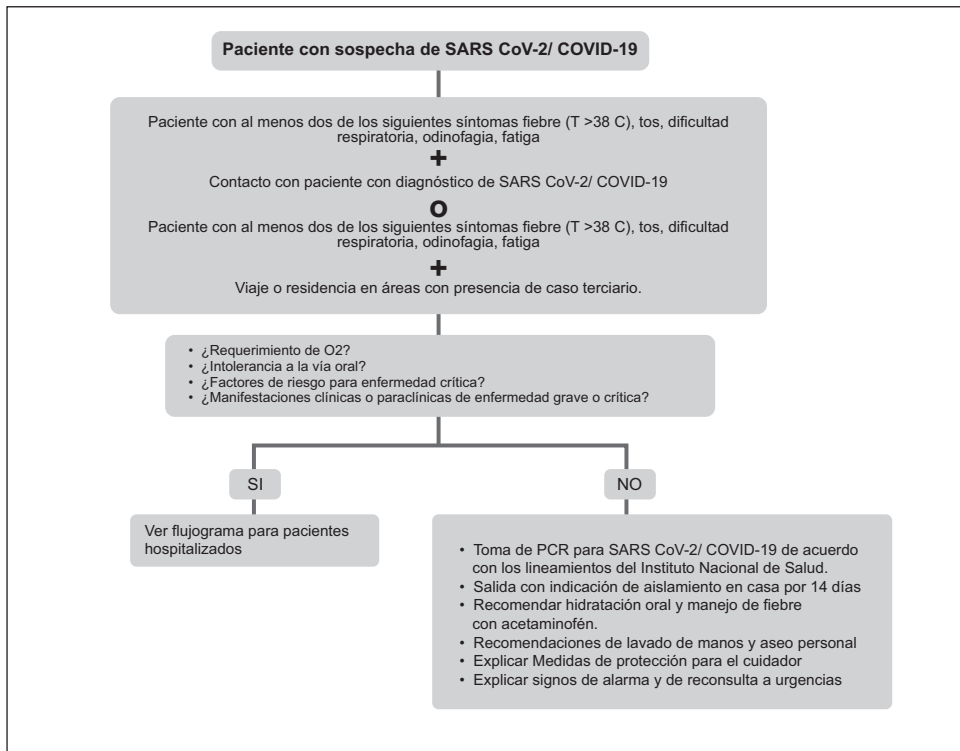 Paciente con sospecha de SARS CoV-2/ COVID-19
Paciente con al menos dos de los siguientes síntomas fiebre (T >38 C), tos, dificultad
respiratoria, odinofagia, fatiga
+
Contacto con paciente con diagnóstico de SARS CoV-2/ COVID-19
O
Paciente con al menos dos de los siguientes síntomas fiebre (T >38 C), tos, dificultad
respiratoria, odinofagia, fatiga
+
Viaje o residencia en áreas con presencia de caso terciario.
• ¿Requerimiento de O2?
• ¿Intolerancia a la vía oral?
• ¿Factores de riesgo para enfermedad crítica?
• ¿Manifestaciones clínicas o paraclínicas de enfermedad grave o crítica?
SI
Ver flujograma para pacientes
hospitalizados
NO
• Toma de PCR para SARS CoV-2/ COVID-19 de acuerdo
con los lineamientos del Instituto Nacional de Salud.
• Salida con indicación de aislamiento en casa por 14 días
• Recomendar hidratación oral y manejo de fiebre
con acetaminofén.
• Recomendaciones de lavado de manos y aseo personal
• Explicar Medidas de protección para el cuidador
• Explicar signos de alarma y de reconsulta a urgencias